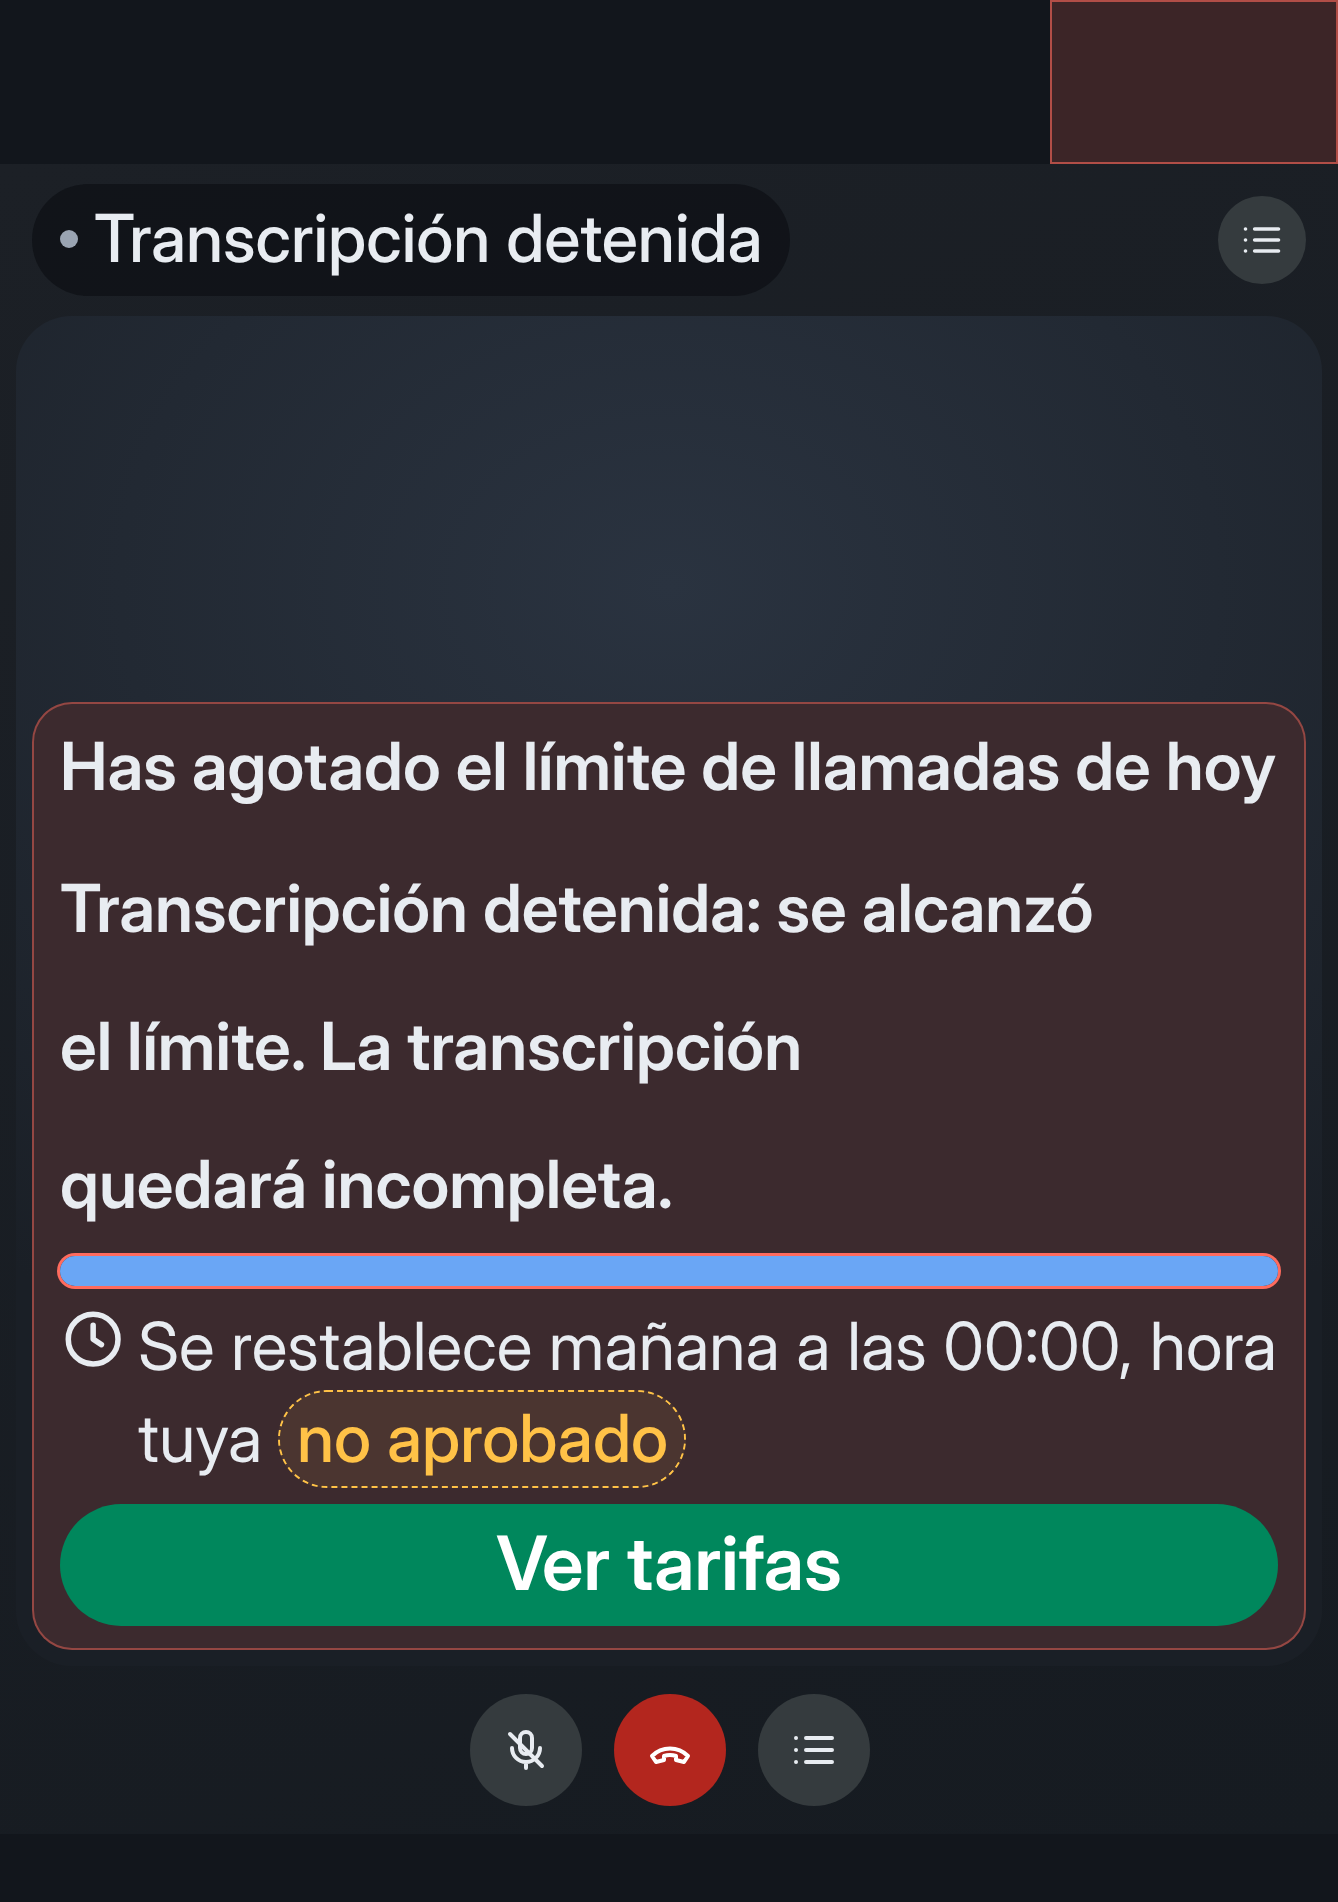 Transcripción detenida
Has agotado el límite de llamadas de hoy
Transcripción detenida: se alcanzó
el límite. La transcripción
quedará incompleta.
Se restablece mañana a las 00:00, hora
tuya no aprobado
Ver tarifas